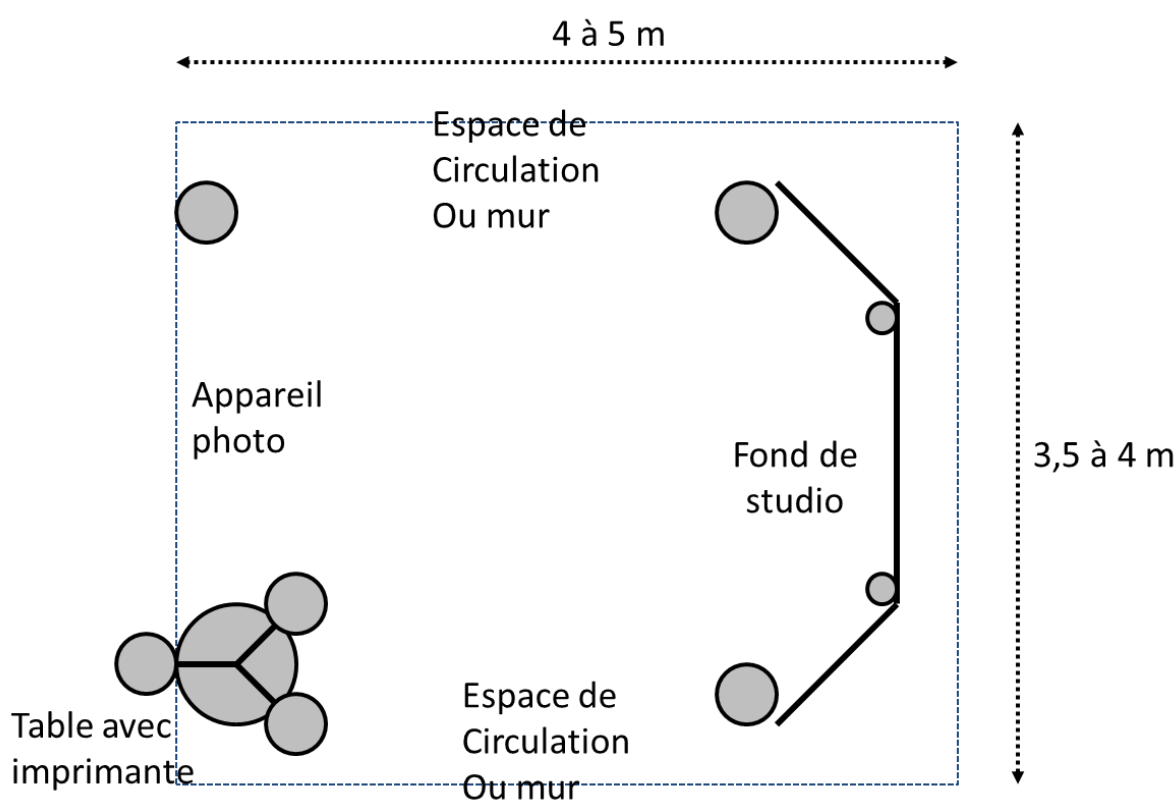 4 à 5 m
Espace de
Circulation
Ou mur
Appareil
photo
Fond de
studio
3,5 à 4 m
Espace de
Circulation
Ou mur
Table avec
imprimante